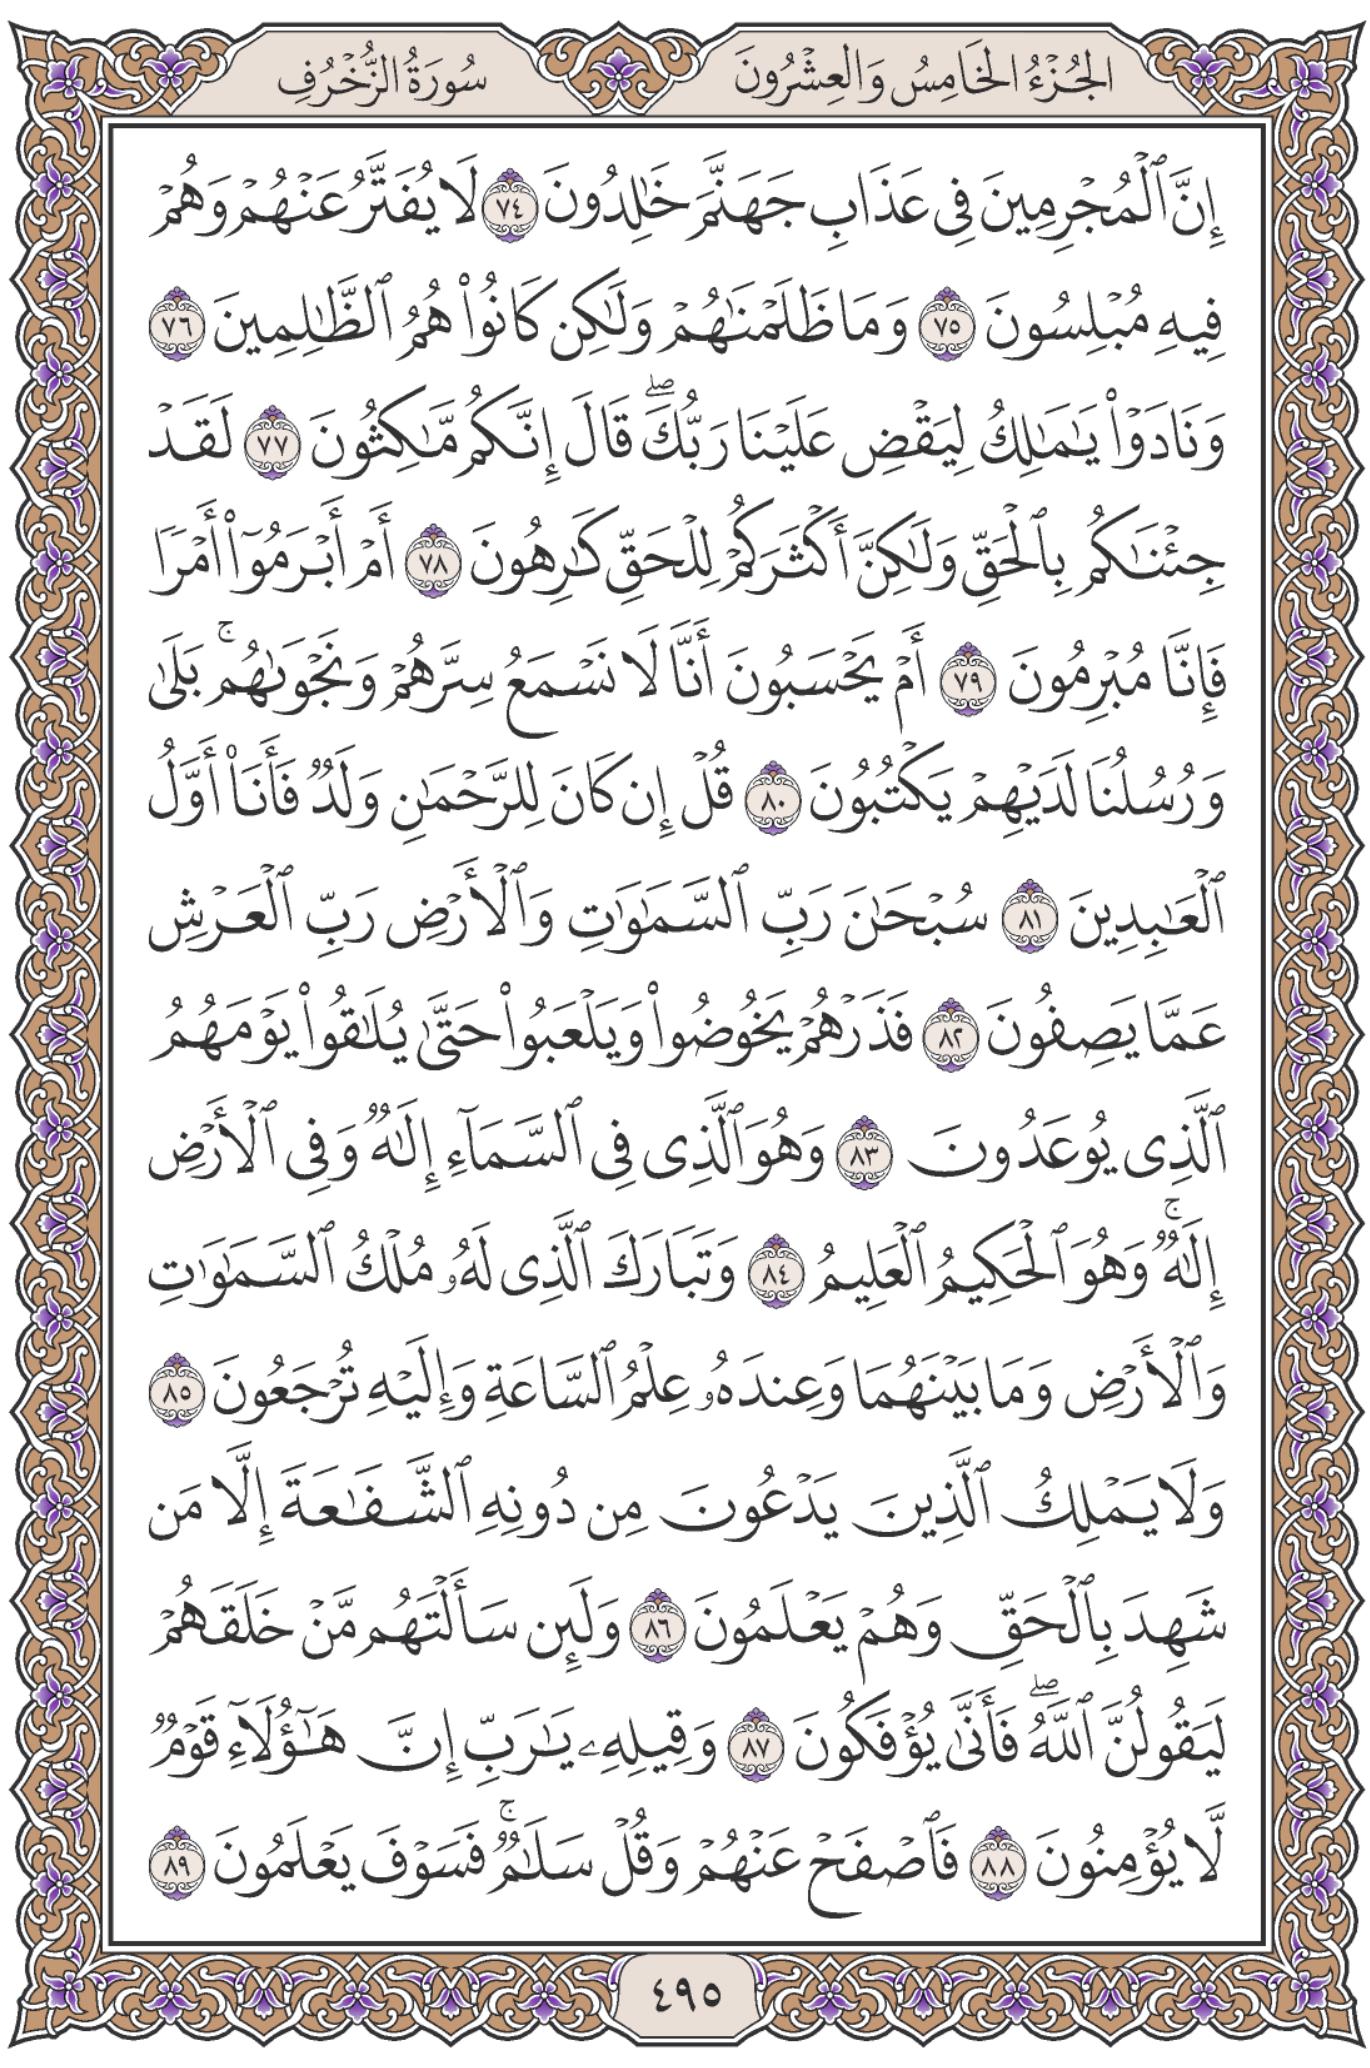 الجُزْءُ الخَامِسُ وَالعِشْرُونَ
سُورَةُ الزُّخْرُفِ
إِنَّ ٱلْمُجْرِمِينَ فِى عَذَابِ جَهَنَّمَ خَٰلِدُونَ ٧٤ لَا يُفَتَّرُ عَنْهُمْ وَهُمْ
فِيهِ مُبْلِسُونَ ٧٥ وَمَا ظَلَمْنَٰهُمْ وَلَٰكِن كَانُوا۟ هُمُ ٱلظَّٰلِمِينَ ٧٦
وَنَادَوْا۟ يَٰمَٰلِكُ لِيَقْضِ عَلَيْنَا رَبُّكَ ۖ قَالَ إِنَّكُم مَّٰكِثُونَ ٧٧ لَقَدْ
جِئْنَٰكُم بِٱلْحَقِّ وَلَٰكِنَّ أَكْثَرَكُمْ لِلْحَقِّ كَٰرِهُونَ ٧٨ أَمْ أَبْرَمُوٓا۟ أَمْرًا
فَإِنَّا مُبْرِمُونَ ٧٩ أَمْ يَحْسَبُونَ أَنَّا لَا نَسْمَعُ سِرَّهُمْ وَنَجْوَىٰهُم ۚ بَلَىٰ
وَرُسُلُنَا لَدَيْهِمْ يَكْتُبُونَ ٨٠ قُلْ إِن كَانَ لِلرَّحْمَٰنِ وَلَدٌ فَأَنَا۠ أَوَّلُ
ٱلْعَٰبِدِينَ ٨١ سُبْحَٰنَ رَبِّ ٱلسَّمَٰوَٰتِ وَٱلْأَرْضِ رَبِّ ٱلْعَرْشِ
عَمَّا يَصِفُونَ ٨٢ فَذَرْهُمْ يَخُوضُوا۟ وَيَلْعَبُوا۟ حَتَّىٰ يُلَٰقُوا۟ يَوْمَهُمُ
ٱلَّذِى يُوعَدُونَ ٨٣ وَهُوَ ٱلَّذِى فِى ٱلسَّمَآءِ إِلَٰهٌ وَفِى ٱلْأَرْضِ
إِلَٰهٌ ۚ وَهُوَ ٱلْحَكِيمُ ٱلْعَلِيمُ ٨٤ وَتَبَارَكَ ٱلَّذِى لَهُۥ مُلْكُ ٱلسَّمَٰوَٰتِ
وَٱلْأَرْضِ وَمَا بَيْنَهُمَا وَعِندَهُۥ عِلْمُ ٱلسَّاعَةِ وَإِلَيْهِ تُرْجَعُونَ ٨٥
وَلَا يَمْلِكُ ٱلَّذِينَ يَدْعُونَ مِن دُونِهِ ٱلشَّفَٰعَةَ إِلَّا مَن
شَهِدَ بِٱلْحَقِّ وَهُمْ يَعْلَمُونَ ٨٦ وَلَئِن سَأَلْتَهُم مَّنْ خَلَقَهُمْ
لَيَقُولُنَّ ٱللَّهُ ۖ فَأَنَّىٰ يُؤْفَكُونَ ٨٧ وَقِيلِهِۦ يَٰرَبِّ إِنَّ هَٰٓؤُلَآءِ قَوْمٌ
لَّا يُؤْمِنُونَ ٨٨ فَٱصْفَحْ عَنْهُمْ وَقُلْ سَلَٰمٌ ۚ فَسَوْفَ يَعْلَمُونَ ٨٩
٤٩٥